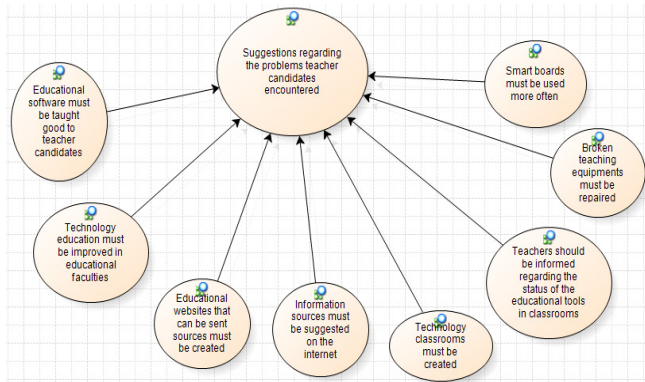 Suggestions regarding
the problems teacher
candidates
encountered
Educational
software must
be taught
good to
teacher
candidates
Smart boards
must be used
more often
Broken
teaching
equipments
must be
repaired
Technology
education must
be improved in
educational
faculties
Teachers should
be informed
regarding the
status of the
educational tools
in classrooms
Educational
websites that
can be sent
sources must
be created
Information
sources must
be suggested
on the
internet
Technology
classrooms
must be
created